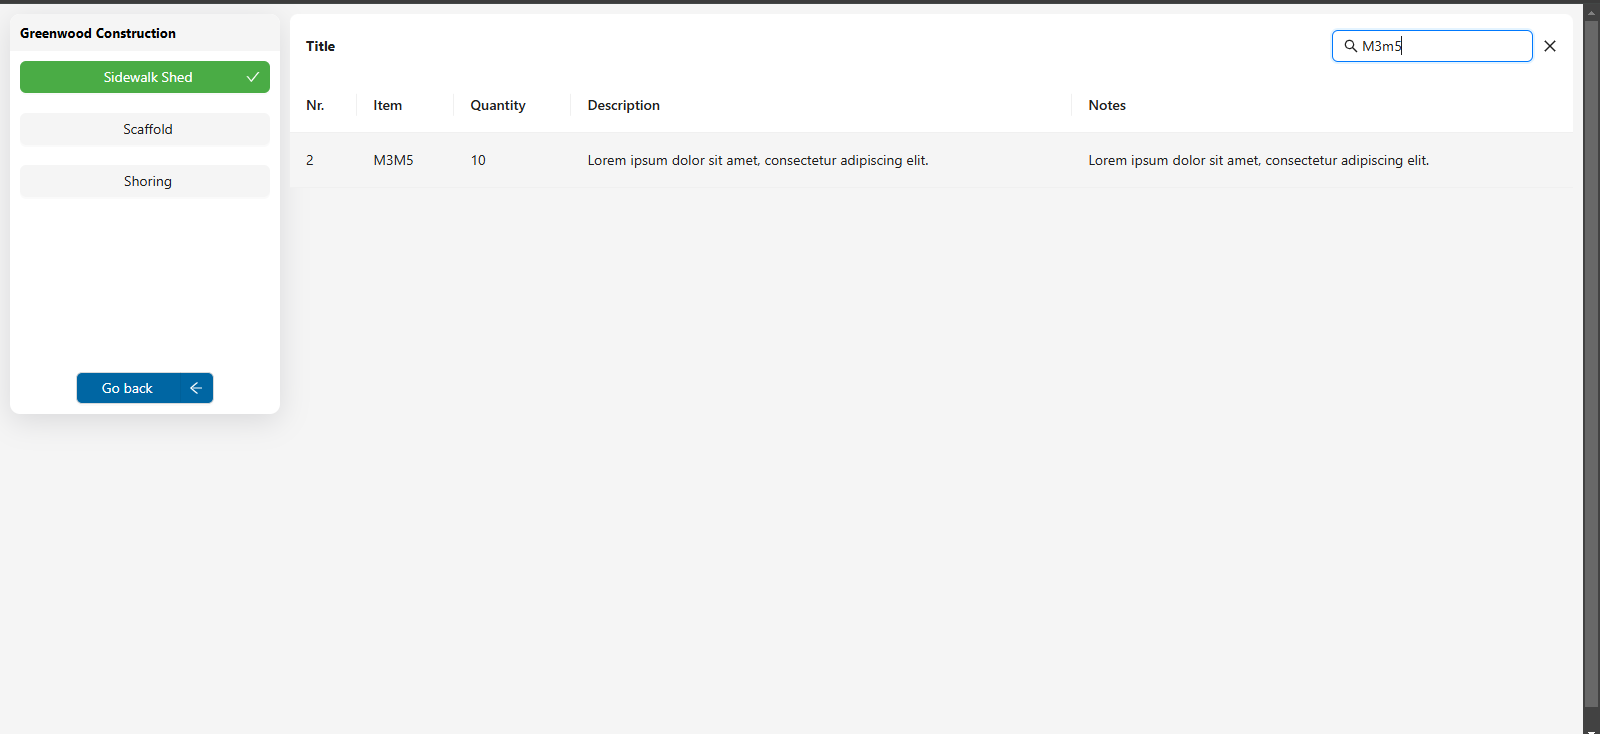 Greenwood Construction
Sidewalk Shed
Scaffold
Shoring
Go back
Title
M3m5
Nr. Item Quantity Description Notes
2 M3M5 10 Lorem ipsum dolor sit amet, consectetur adipiscing elit. Lorem ipsum dolor sit amet, consectetur adipiscing elit.